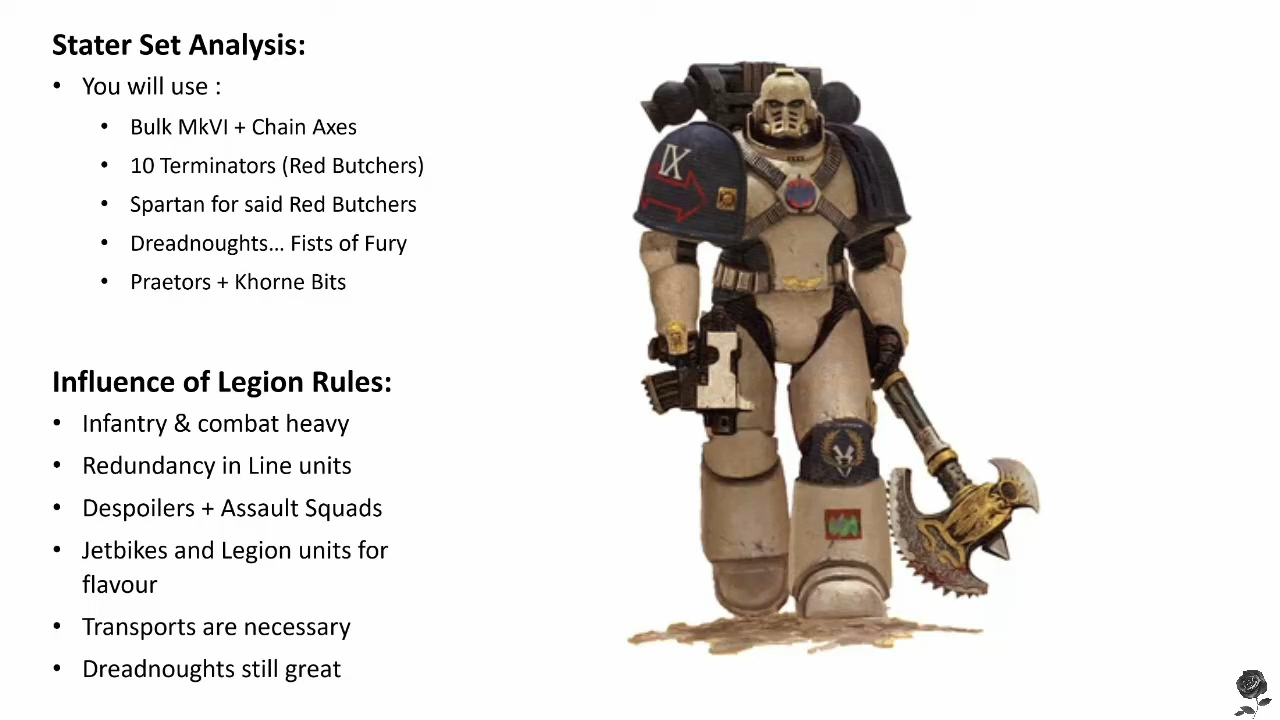 Stater Set Analysis:
• You will use :
• Bulk MkVI + Chain Axes
• 10 Terminators (Red Butchers)
• Spartan for said Red Butchers
• Dreadnoughts... Fists of Fury
• Praetors + Khorne Bits
IX
Influence of Legion Rules:
• Infantry & combat heavy
• Redundancy in Line units
• Despoilers + Assault Squads
• Jetbikes and Legion units for
flavour
• Transports are necessary
• Dreadnoughts still great